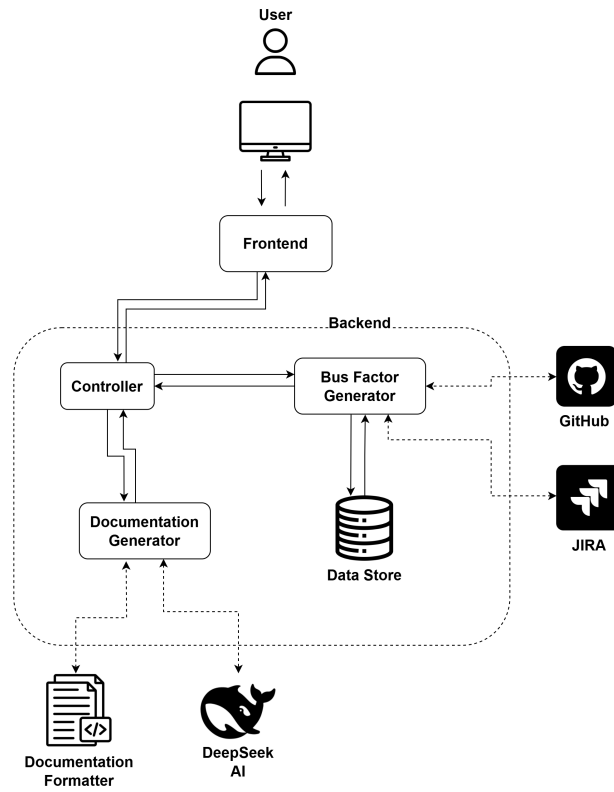 User
Frontend
Backend
Controller
Bus Factor
Generator
GitHub
Documentation
Generator
Data Store
JIRA
</>
Documentation
Formatter
DeepSeek
AI